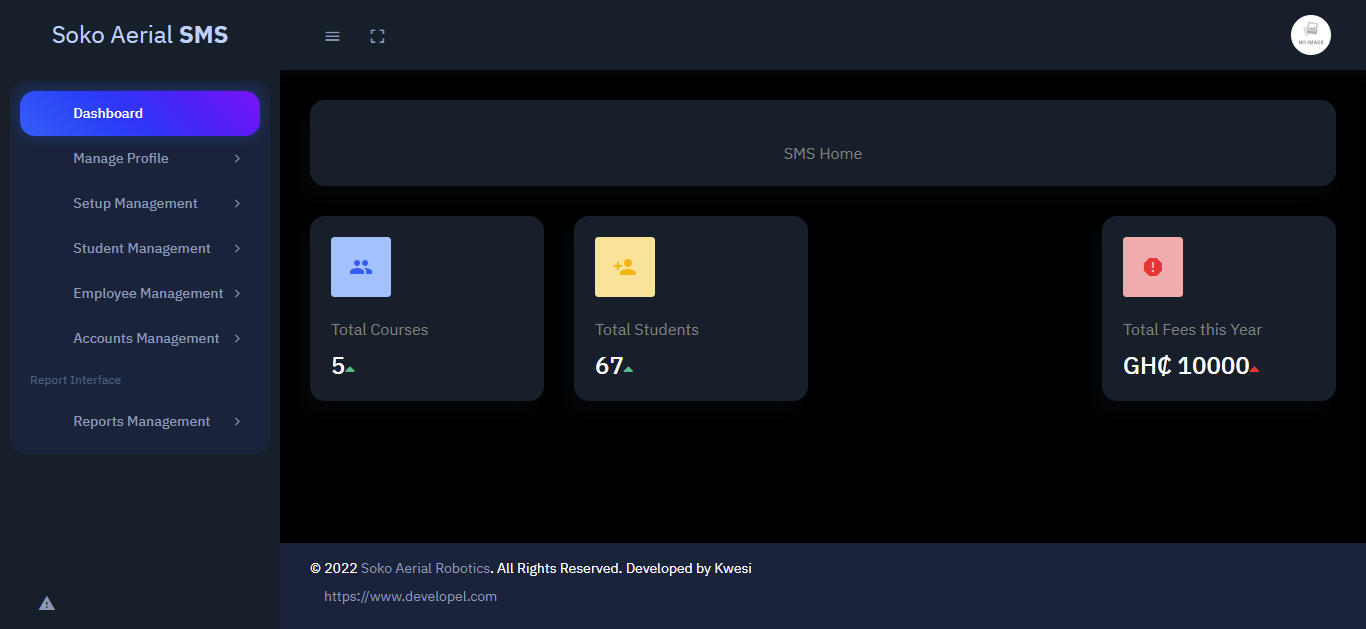 Soko Aerial SMS
NO IMAGE
Dashboard
Manage Profile
Setup Management
Student Management
Employee Management
Accounts Management
Report Interface
Reports Management
SMS Home
Total Courses
5
Total Students
67
Total Fees this Year
GH₵ 10000
© 2022 Soko Aerial Robotics. All Rights Reserved. Developed by Kwesi
https://www.developel.com